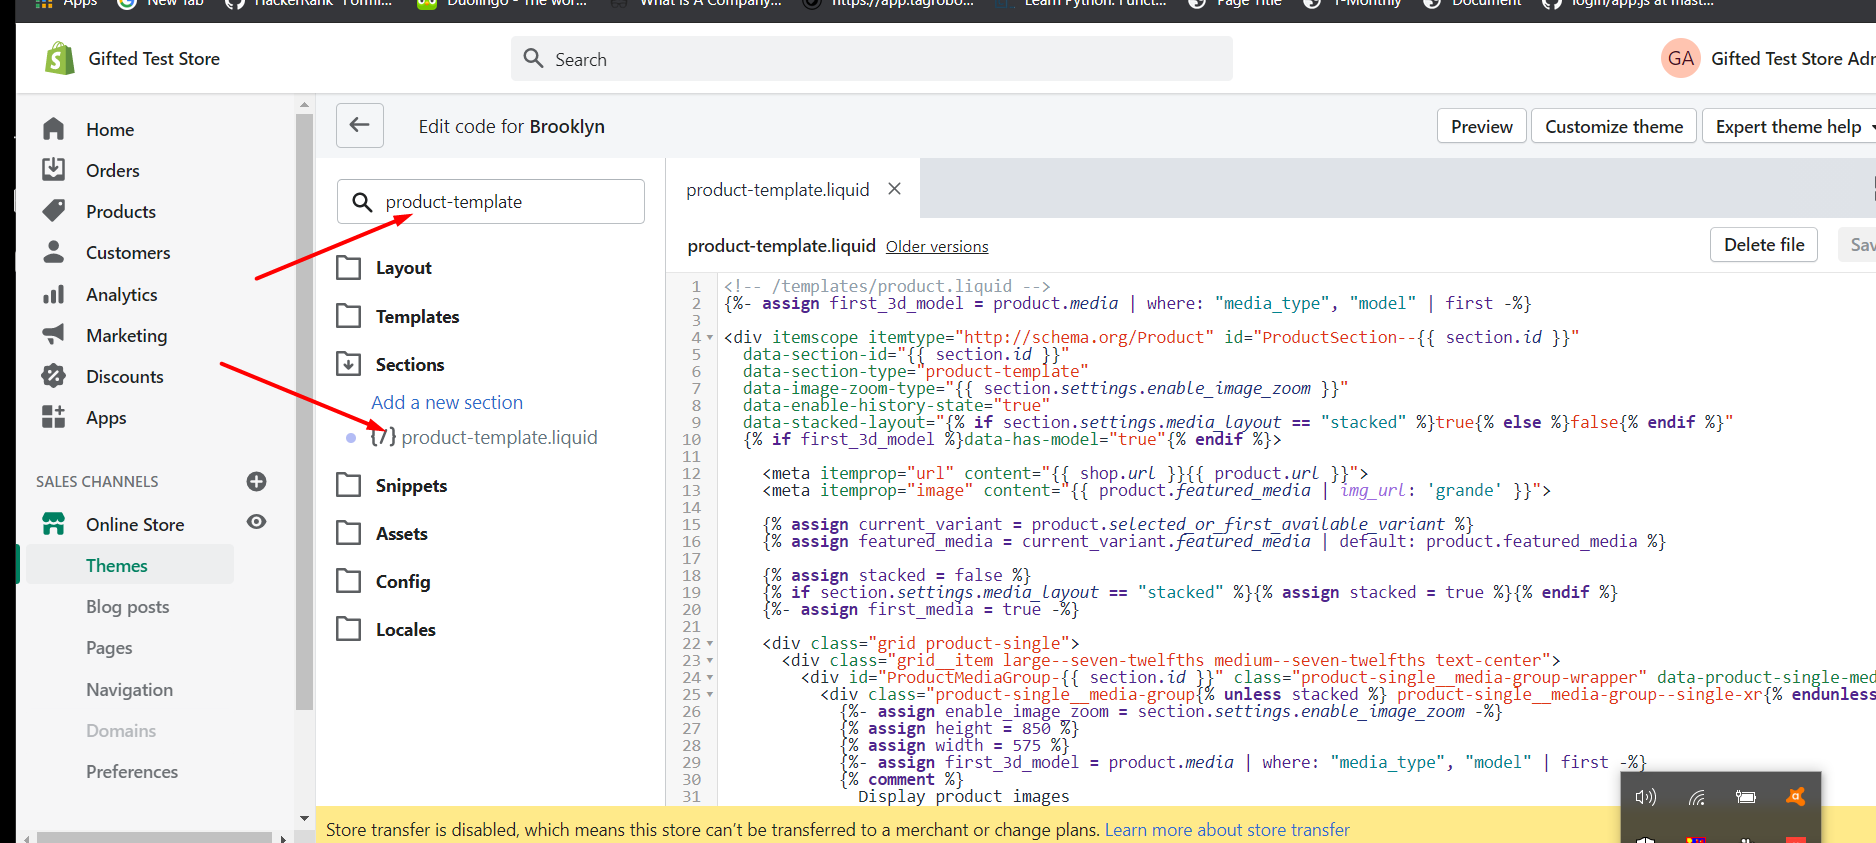 Apps New Tab HackerRank Duolingo - The wor... What Is A Company... https://app.tagrobo... Learn Python: Funct... Page Title 1-Monthly Document login/app.js at mast...
Gifted Test Store
Search
GA Gifted Test Store Adm
Home
Orders
Products
Customers
Analytics
Marketing
Discounts
Apps
SALES CHANNELS
Online Store
Themes
Blog posts
Pages
Navigation
Domains
Preferences
Edit code for Brooklyn
Preview Customize theme Expert theme help
product-template
Layout
Templates
Sections
Add a new section
{/} product-template.liquid
Snippets
Assets
Config
Locales
product-template.liquid
product-template.liquid Older versions
Delete file Sav
1 <!-- /templates/product.liquid -->
2 {%- assign first_3d_model = product.media | where: "media_type", "model" | first -%}
3
4 <div itemscope itemtype="http://schema.org/Product" id="ProductSection--{{ section.id }}"
5 data-section-id="{{ section.id }}"
6 data-section-type="product-template"
7 data-image-zoom-type="{{ section.settings.enable_image_zoom }}"
8 data-enable-history-state="true"
9 data-stacked-layout="{% if section.settings.media_layout == "stacked" %}true{% else %}false{% endif %}"
10 {% if first_3d_model %}data-has-model="true"{% endif %}>
11
12 <meta itemprop="url" content="{{ shop.url }}{{ product.url }}">
13 <meta itemprop="image" content="{{ product.featured_media | img_url: 'grande' }}">
14
15 {% assign current_variant = product.selected_or_first_available_variant %}
16 {% assign featured_media = current_variant.featured_media | default: product.featured_media %}
17
18 {% assign stacked = false %}
19 {% if section.settings.media_layout == "stacked" %}{% assign stacked = true %}{% endif %}
20 {%- assign first_media = true -%}
21
22 <div class="grid product-single">
23 <div class="grid__item large--seven-twelfths medium--seven-twelfths text-center">
24 <div id="ProductMediaGroup-{{ section.id }}" class="product-single__media-group-wrapper" data-product-single-med
25 <div class="product-single__media-group{% unless stacked %} product-single__media-group--single-xr{% endunless
26 {%- assign enable_image_zoom = section.settings.enable_image_zoom -%}
27 {% assign height = 850 %}
28 {% assign width = 575 %}
29 {%- assign first_3d_model = product.media | where: "media_type", "model" | first -%}
30 {% comment %}
31 Display product images
Store transfer is disabled, which means this store can't be transferred to a merchant or change plans. Learn more about store transfer